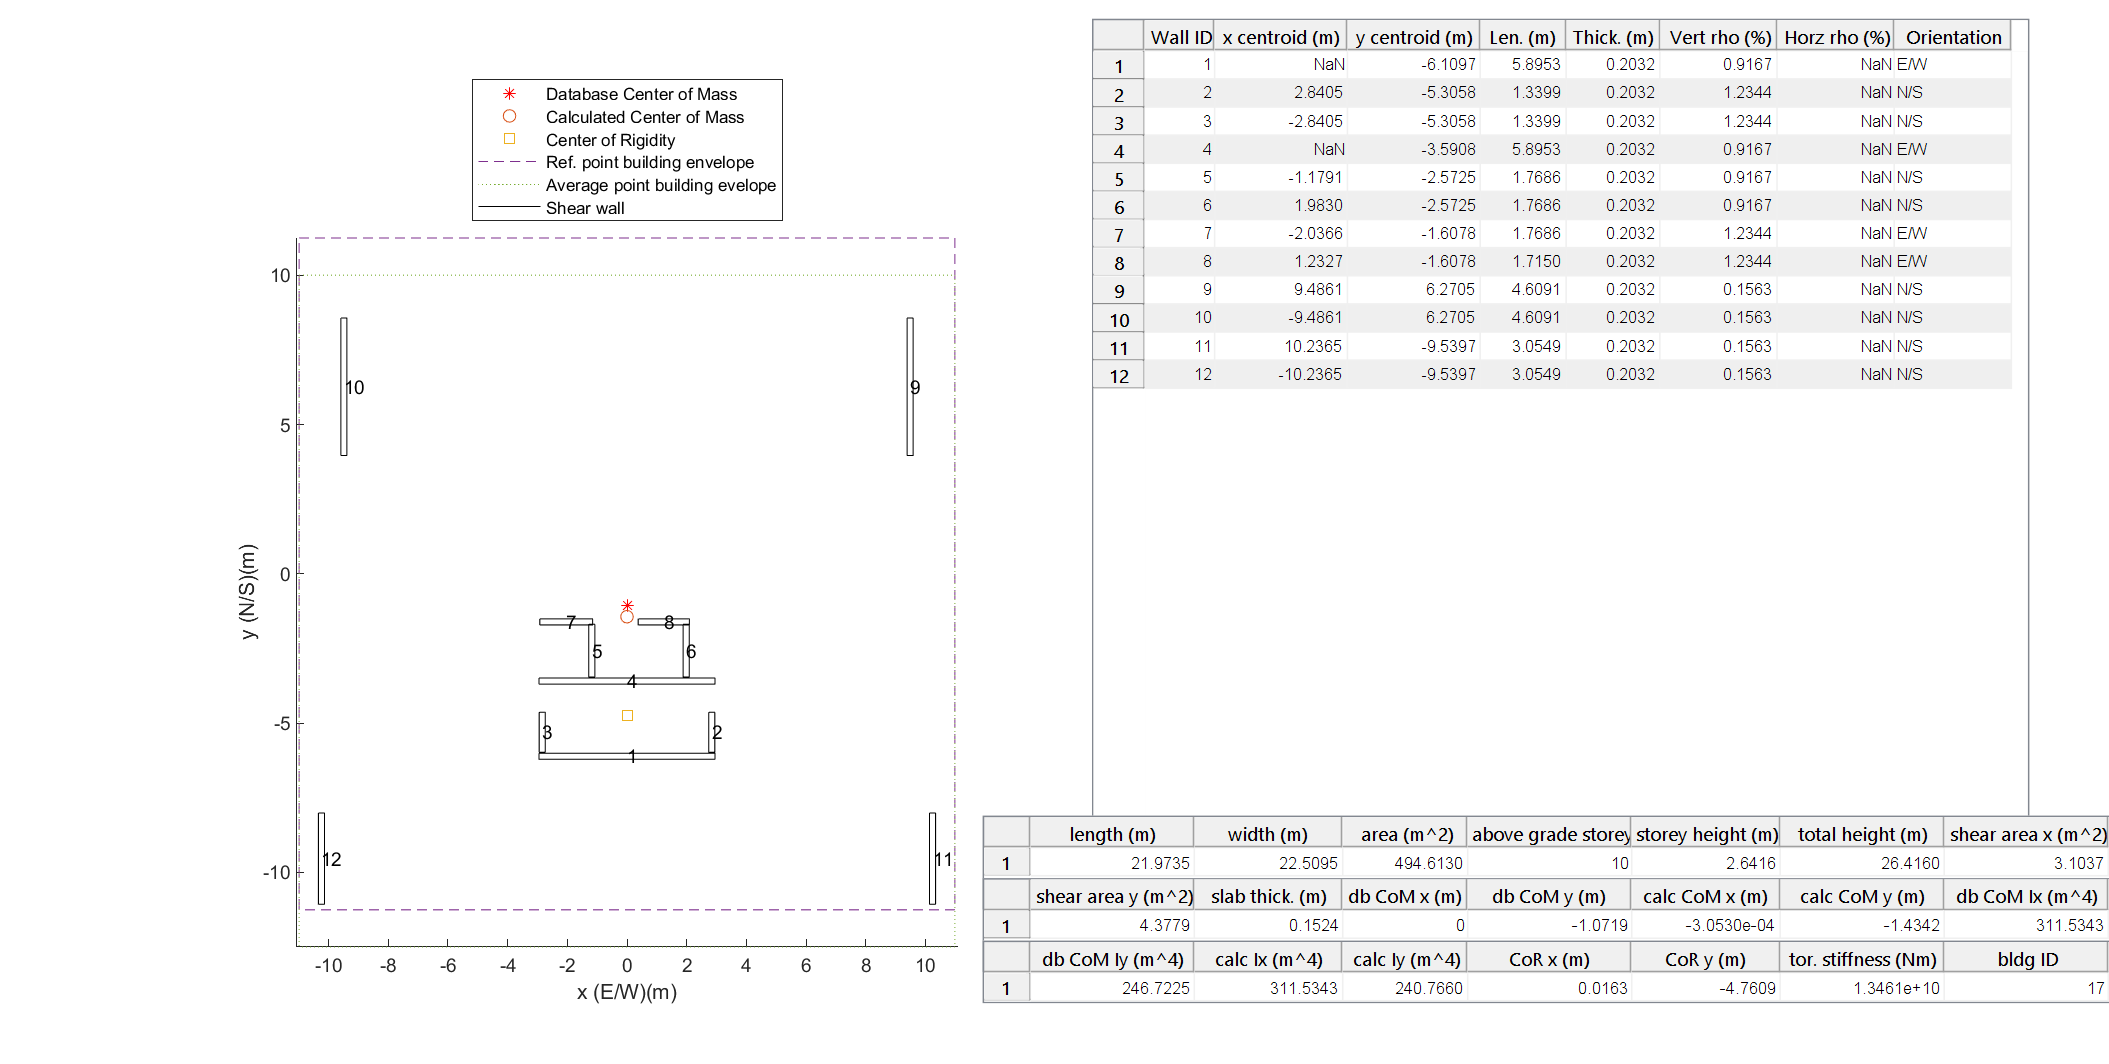 Database Center of Mass
Calculated Center of Mass
Center of Rigidity
Ref. point building envelope
Average point building evelope
Shear wall
10
5
0
-5
-10
y (N/S)(m)
-10 -8 -6 -4 -2 0 2 4 6 8 10
x (E/W)(m)
10
9
7
8
5
6
4
3
2
1
12
11
Wall ID x centroid (m) y centroid (m) Len. (m) Thick. (m) Vert rho (%) Horz rho (%) Orientation
1 1 NaN -6.1097 5.8953 0.2032 0.9167 NaN E/W
2 2 2.8405 -5.3058 1.3399 0.2032 1.2344 NaN N/S
3 3 -2.8405 -5.3058 1.3399 0.2032 1.2344 NaN N/S
4 4 NaN -3.5908 5.8953 0.2032 0.9167 NaN E/W
5 5 -1.1791 -2.5725 1.7686 0.2032 0.9167 NaN N/S
6 6 1.9830 -2.5725 1.7686 0.2032 0.9167 NaN N/S
7 7 -2.0366 -1.6078 1.7686 0.2032 1.2344 NaN E/W
8 8 1.2327 -1.6078 1.7150 0.2032 1.2344 NaN E/W
9 9 9.4861 6.2705 4.6091 0.2032 0.1563 NaN N/S
10 10 -9.4861 6.2705 4.6091 0.2032 0.1563 NaN N/S
11 11 10.2365 -9.5397 3.0549 0.2032 0.1563 NaN N/S
12 12 -10.2365 -9.5397 3.0549 0.2032 0.1563 NaN N/S
length (m) width (m) area (m^2) above grade storey storey height (m) total height (m) shear area x (m^2)
1 21.9735 22.5095 494.6130 10 2.6416 26.4160 3.1037
shear area y (m^2) slab thick. (m) db CoM x (m) db CoM y (m) calc CoM x (m) calc CoM y (m) db CoM Ix (m^4)
1 4.3779 0.1524 0 -1.0719 -3.0530e-04 -1.4342 311.5343
db CoM Iy (m^4) calc Ix (m^4) calc Iy (m^4) CoR x (m) CoR y (m) tor. stiffness (Nm) bldg ID
1 246.7225 311.5343 240.7660 0.0163 -4.7609 1.3461e+10 17